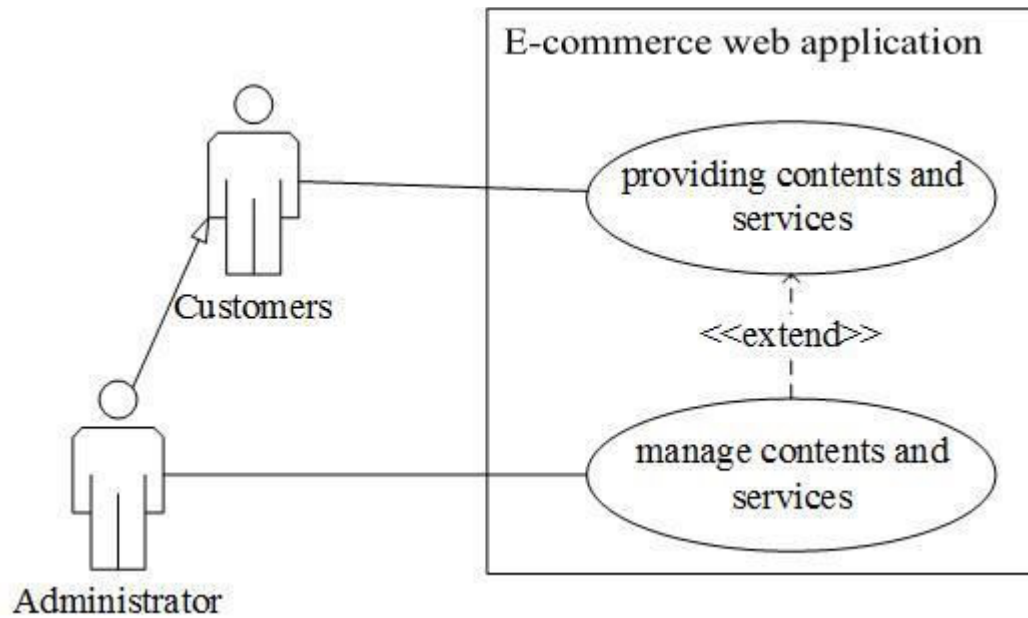 E-commerce web application
providing contents and
services
Customers
<<extend>>
manage contents and
services
Administrator